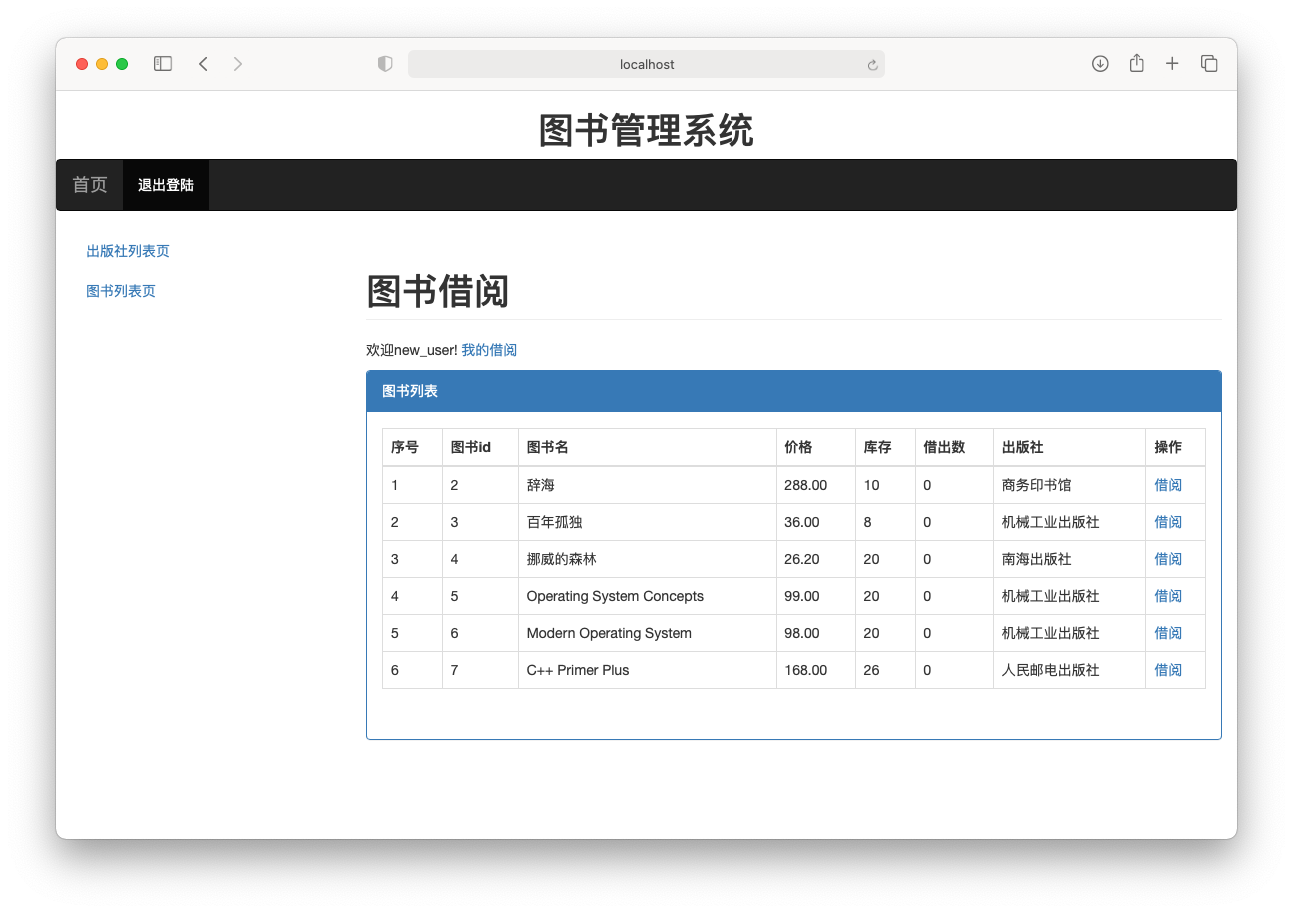 localhost
图书管理系统
首页 退出登陆
出版社列表页
图书列表页
图书借阅
欢迎new_user! 我的借阅
图书列表
序号 图书id 图书名 价格 库存 借出数 出版社 操作
1 2 辞海 288.00 10 0 商务印书馆 借阅
2 3 百年孤独 36.00 8 0 机械工业出版社 借阅
3 4 挪威的森林 26.20 20 0 南海出版社 借阅
4 5 Operating System Concepts 99.00 20 0 机械工业出版社 借阅
5 6 Modern Operating System 98.00 20 0 机械工业出版社 借阅
6 7 C++ Primer Plus 168.00 26 0 人民邮电出版社 借阅